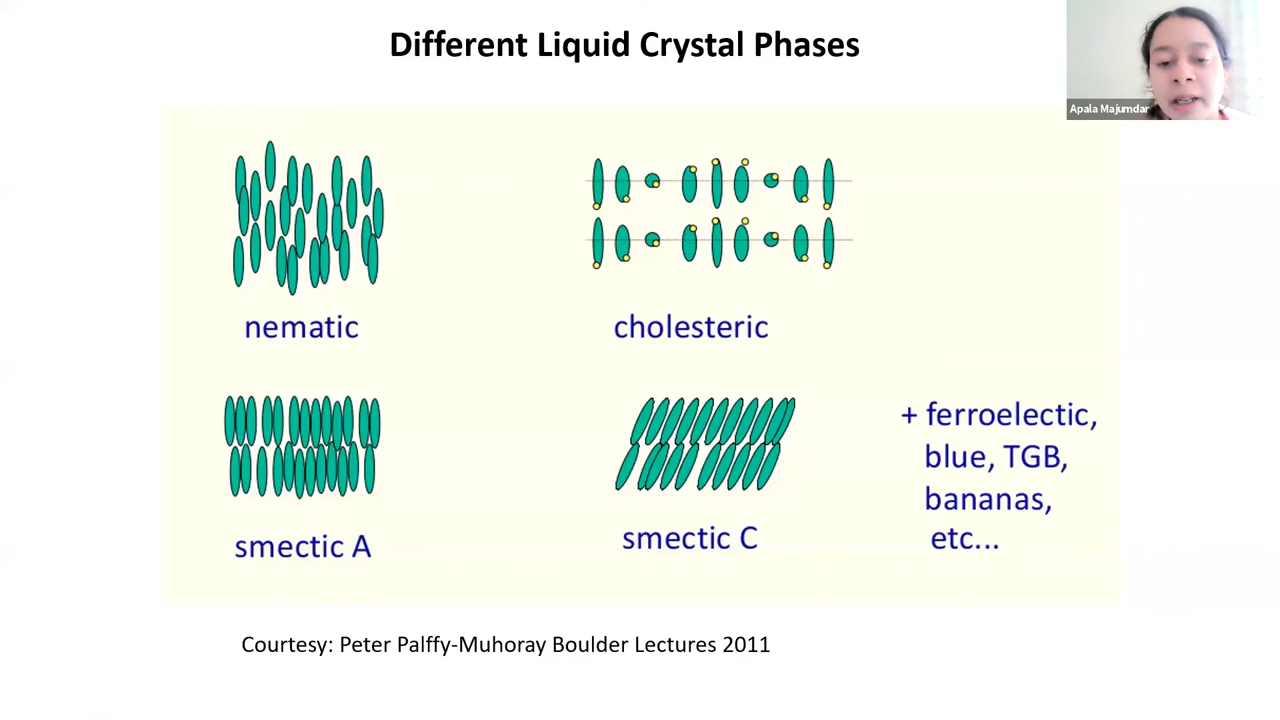 Different Liquid Crystal Phases
Apala Majumdar
nematic
cholesteric
smectic A
smectic C
+ ferroelectic,
blue, TGB,
bananas,
etc...
Courtesy: Peter Palffy-Muhoray Boulder Lectures 2011